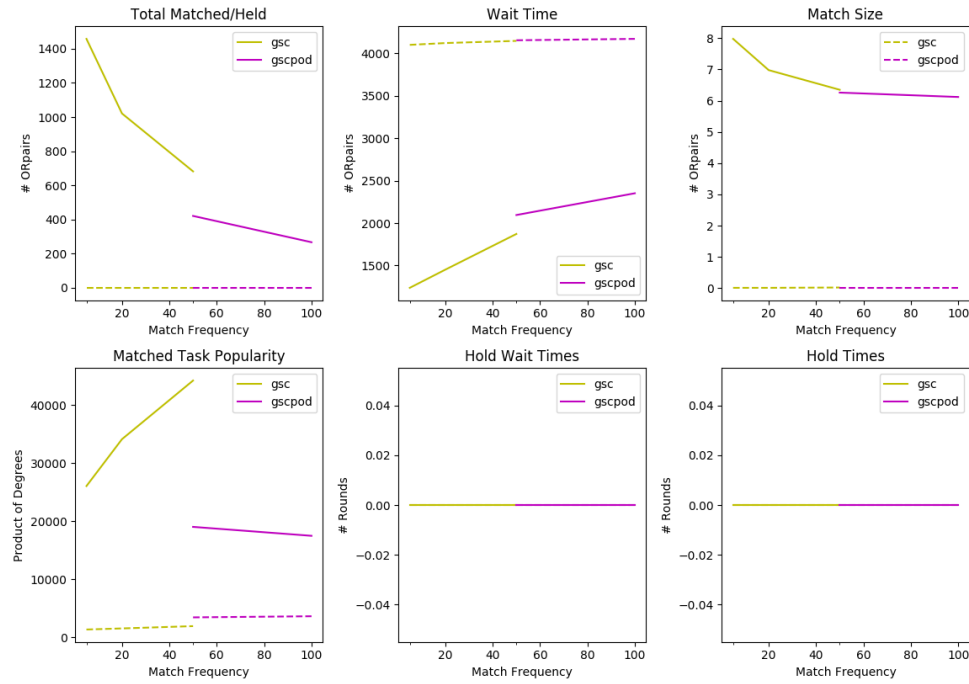 Total Matched/Held
1400
1200
1000
800
600
400
200
0
# ORpairs
20 40 60 80 100
Match Frequency
gsc
gscpod
Wait Time
4000
3500
3000
2500
2000
1500
# ORpairs
20 40 60 80 100
Match Frequency
gsc
gscpod
Match Size
8
7
6
5
4
3
2
1
0
# ORpairs
20 40 60 80 100
Match Frequency
gsc
gscpod
Matched Task Popularity
40000
30000
20000
10000
0
Product of Degrees
20 40 60 80 100
Match Frequency
gsc
gscpod
Hold Wait Times
0.04
0.02
0.00
−0.02
−0.04
# Rounds
20 40 60 80 100
Match Frequency
gsc
gscpod
Hold Times
0.04
0.02
0.00
−0.02
−0.04
# Rounds
20 40 60 80 100
Match Frequency
gsc
gscpod